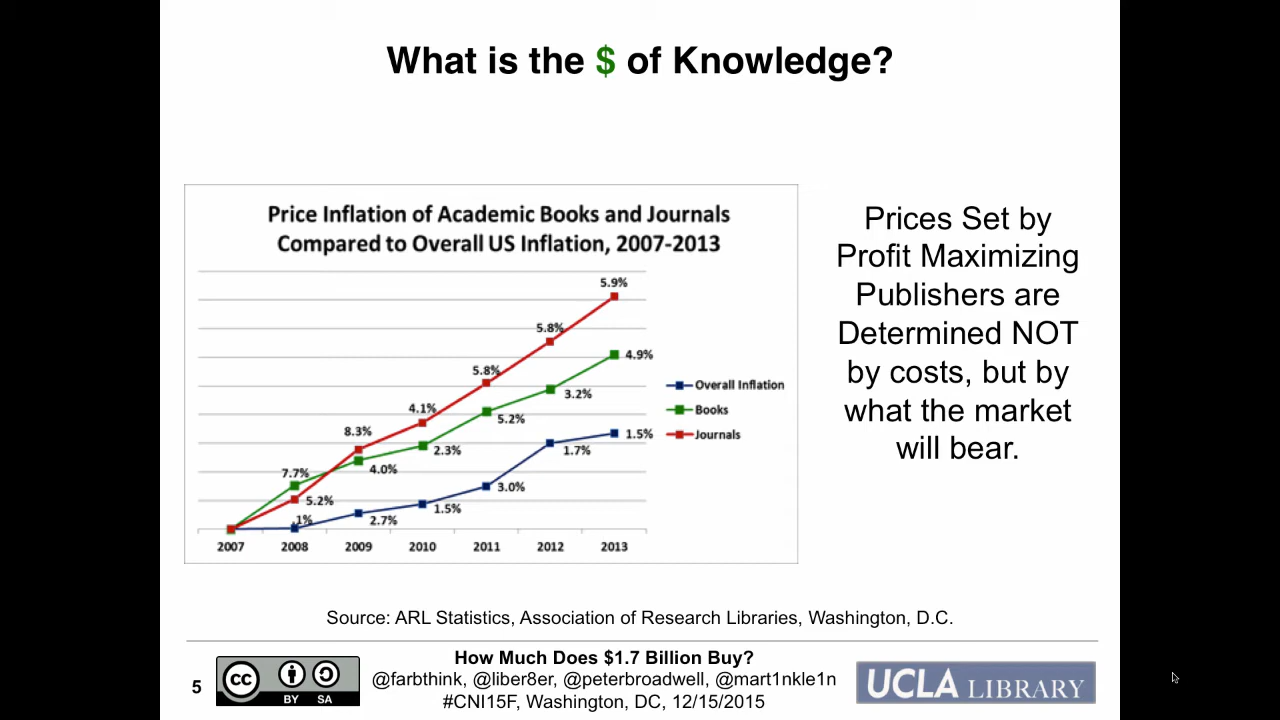 What is the $ of Knowledge?
Price Inflation of Academic Books and Journals
Compared to Overall US Inflation, 2007-2013
5.9%
5.8%
4.9%
5.8%
3.2%
4.1%
5.2%
8.3%
2.3%
1.5%
7.7%
4.0%
1.7%
5.2%
3.0%
1%
2.7%
1.5%
2007 2008 2009 2010 2011 2012 2013
Overall Inflation
Books
Journals
Prices Set by
Profit Maximizing
Publishers are
Determined NOT
by costs, but by
what the market
will bear.
Source: ARL Statistics, Association of Research Libraries, Washington, D.C.
5
cc
BY SA
How Much Does $1.7 Billion Buy?
@farbthink, @liber8er, @peterbroadwell, @mart1nkle1n
#CNI15F, Washington, DC, 12/15/2015
UCLA LIBRARY